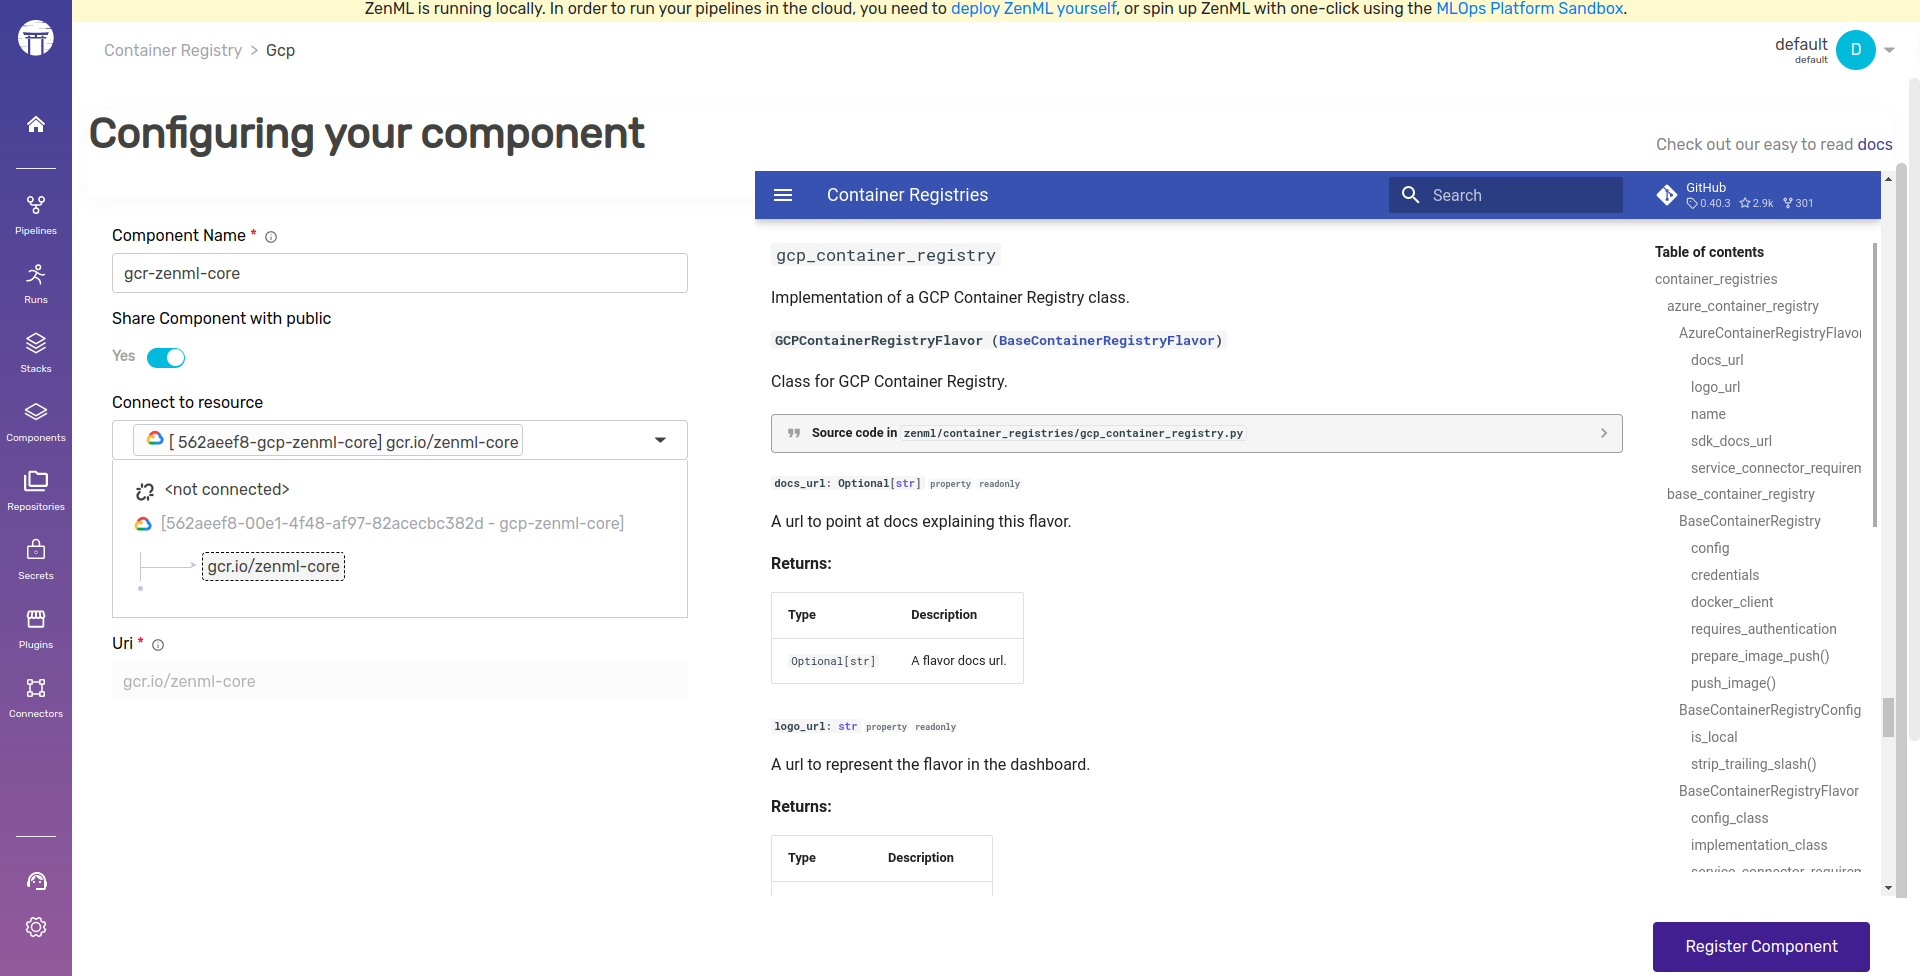 ZenML is running locally. In order to run your pipelines in the cloud, you need to deploy ZenML yourself, or spin up ZenML with one-click using the MLOps Platform Sandbox.
Container Registry > Gcp
default
default
D
Configuring your component
Check out our easy to read docs
Pipelines
Runs
Stacks
Components
Repositories
Secrets
Plugins
Connectors
Component Name *
gcr-zenml-core
Share Component with public
Yes
Connect to resource
[ 562aeef8-gcp-zenml-core] gcr.io/zenml-core
<not connected>
[562aeef8-00e1-4f48-af97-82acecbc382d - gcp-zenml-core]
gcr.io/zenml-core
Uri *
gcr.io/zenml-core
Container Registries
Search
GitHub
0.40.3 2.9k 301
gcp_container_registry
Implementation of a GCP Container Registry class.
GCPContainerRegistryFlavor (BaseContainerRegistryFlavor)
Class for GCP Container Registry.
Source code in zenml/container_registries/gcp_container_registry.py
docs_url: Optional[str] property readonly
A url to point at docs explaining this flavor.
Returns:
Type Description
Optional[str] A flavor docs url.
logo_url: str property readonly
A url to represent the flavor in the dashboard.
Returns:
Type Description
Table of contents
container_registries
azure_container_registry
AzureContainerRegistryFlavor
docs_url
logo_url
name
sdk_docs_url
service_connector_requirem
base_container_registry
BaseContainerRegistry
config
credentials
docker_client
requires_authentication
prepare_image_push()
push_image()
BaseContainerRegistryConfig
is_local
strip_trailing_slash()
BaseContainerRegistryFlavor
config_class
implementation_class
service_connector_requirem
Register Component